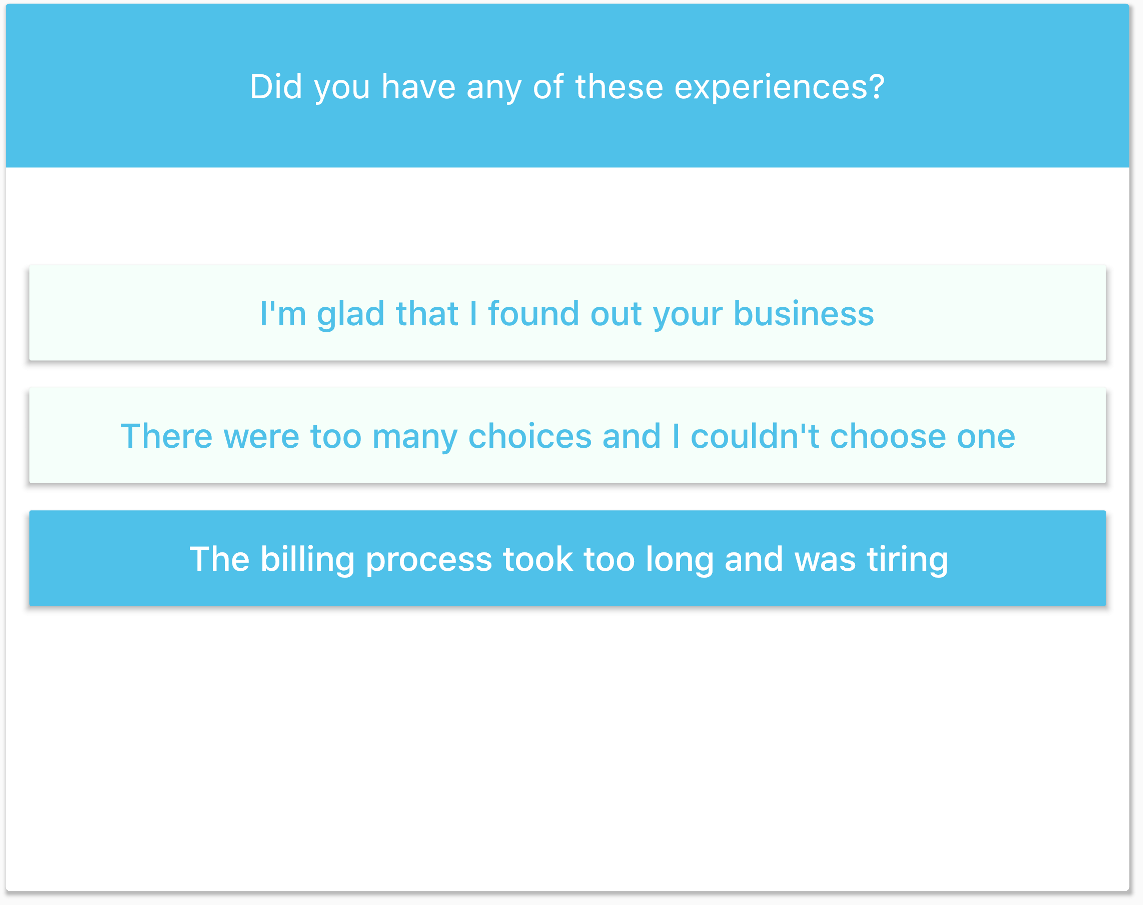 Did you have any of these experiences?
I'm glad that I found out your business
There were too many choices and I couldn't choose one
The billing process took too long and was tiring